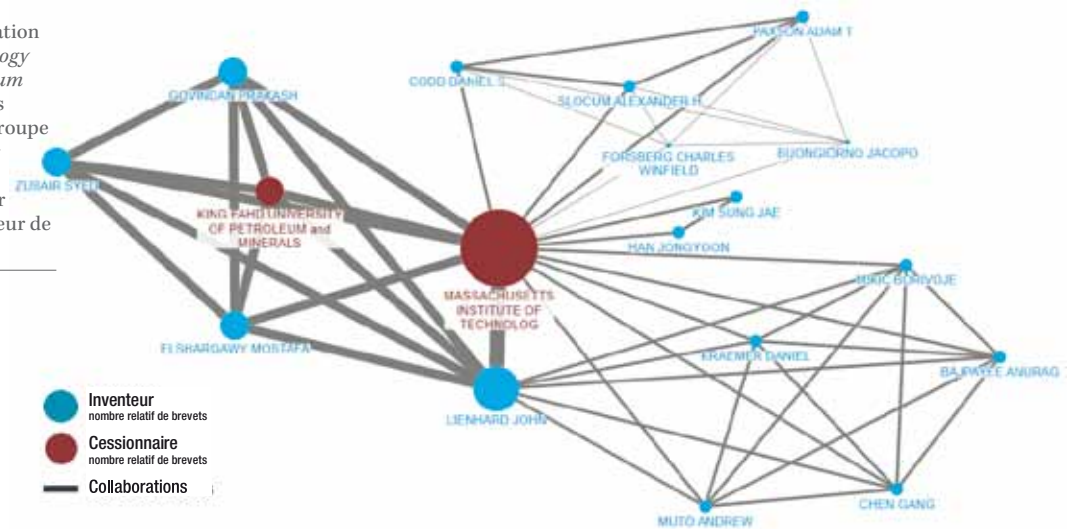 ation
ogy
um
s
roupe
r
eur de
PAXSON ADAM T
CODD DANIEL S
SLOCUM ALEXANDER H
GOVINDAN PRAKASH
FORSBERG CHARLES
WINFIELD
BUONGIORNO JACOPO
ZUBAIR SYED
KING FAHD UNIVERSITY
OF PETROLEUM and
MINERALS
KIM SUNG JAE
HAN JONGYOON
MIKIC BORIVOJE
MASSACHUSETTS
INSTITUTE OF
TECHNOLOG
ELSHARGAWY MOSTAFA
KRAEMER DANIEL
BAJPAYEE ANURAG
LIENHARD JOHN
Inventeur
nombre relatif de brevets
Cessionnaire
nombre relatif de brevets
Collaborations
CHEN GANG
MUTO ANDREW